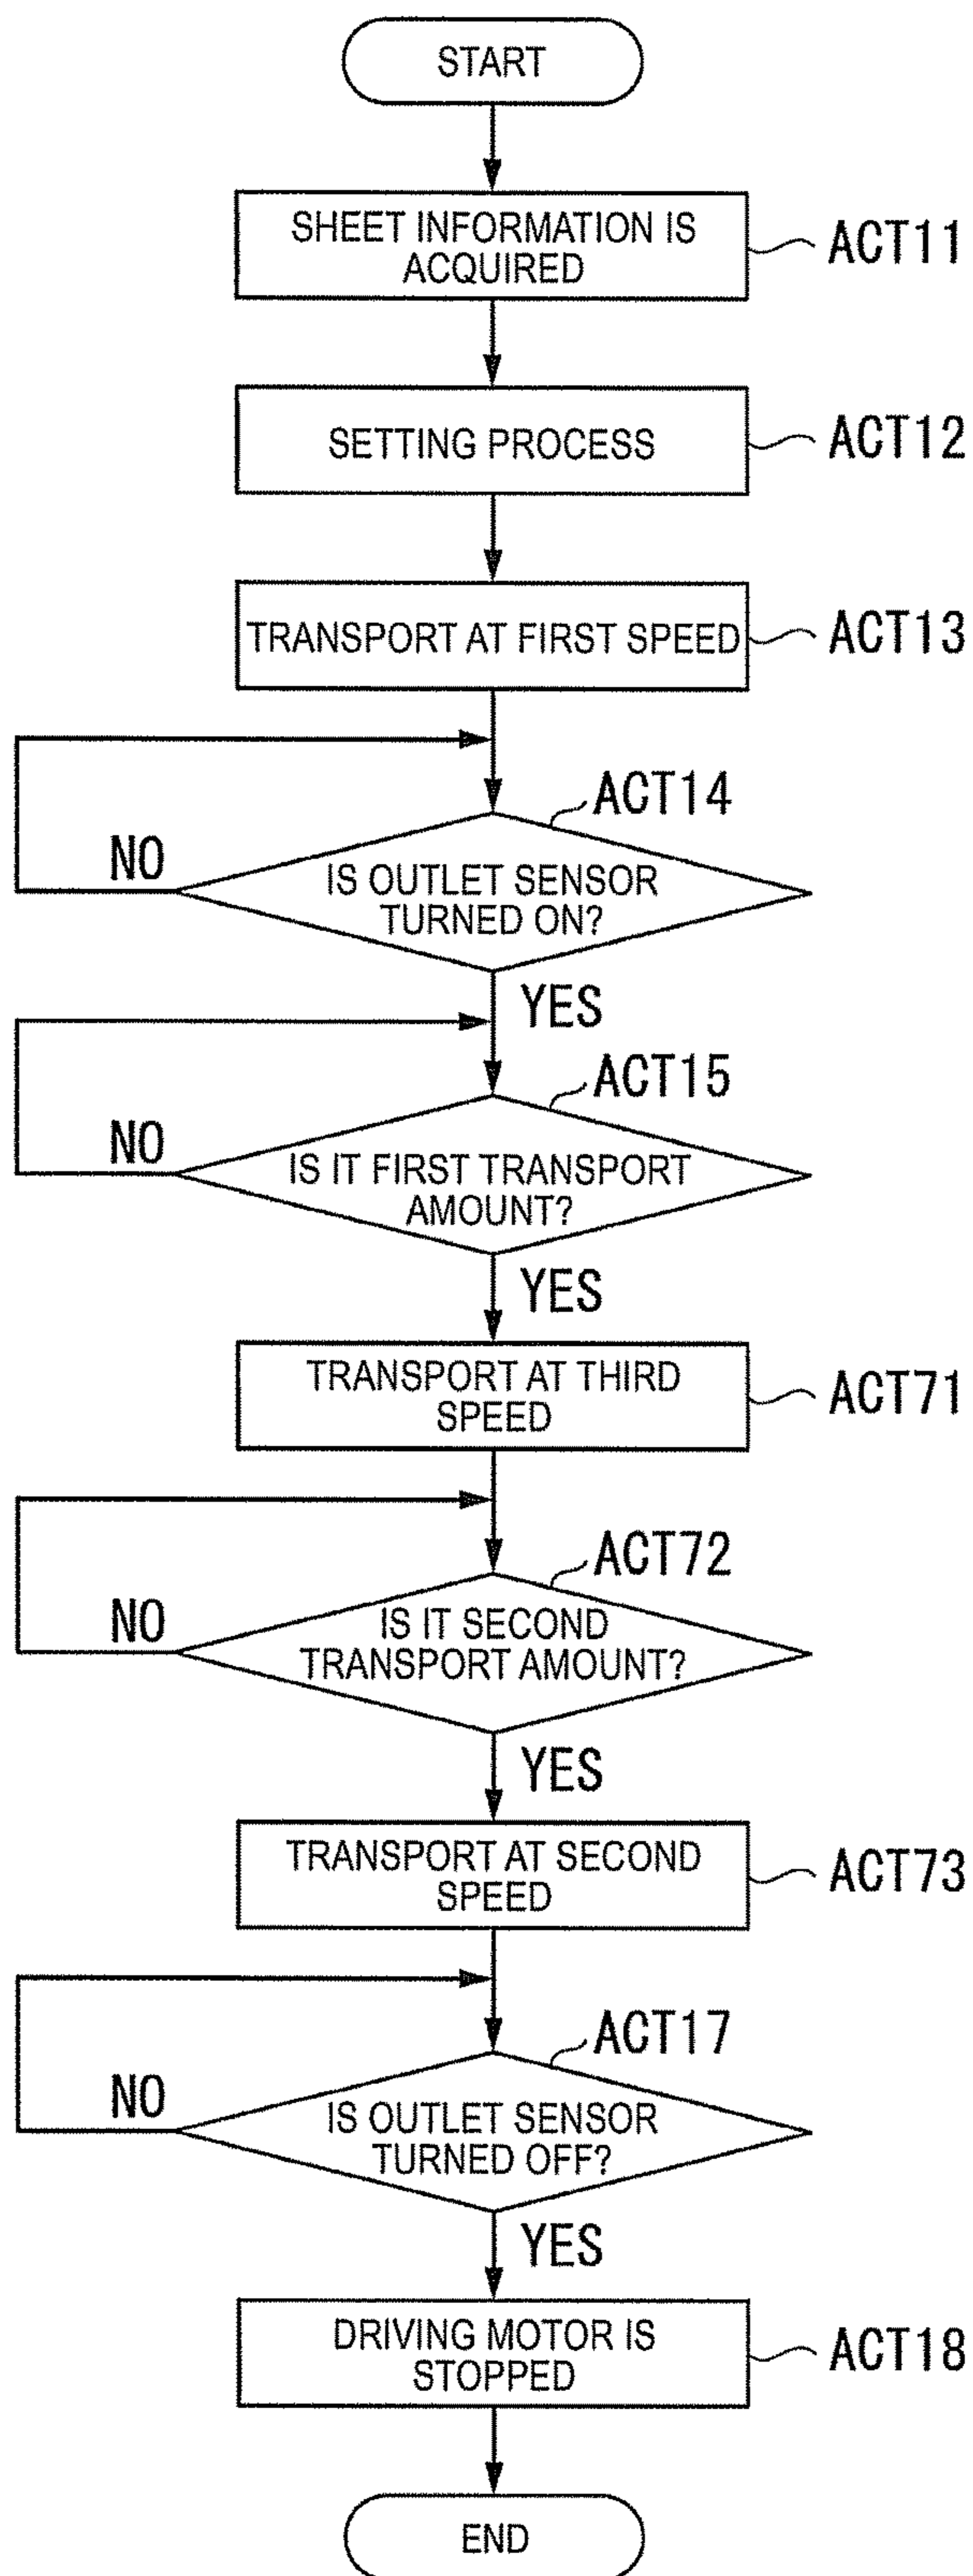 START
SHEET INFORMATION IS
ACQUIRED
ACT11
SETTING PROCESS
ACT12
TRANSPORT AT FIRST SPEED
ACT13
ACT14
NO
IS OUTLET SENSOR
TURNED ON?
YES
ACT15
NO
IS IT FIRST TRANSPORT
AMOUNT?
YES
TRANSPORT AT THIRD
SPEED
ACT71
ACT72
NO
IS IT SECOND
TRANSPORT AMOUNT?
YES
TRANSPORT AT SECOND
SPEED
ACT73
ACT17
NO
IS OUTLET SENSOR
TURNED OFF?
YES
DRIVING MOTOR IS
STOPPED
ACT18
END